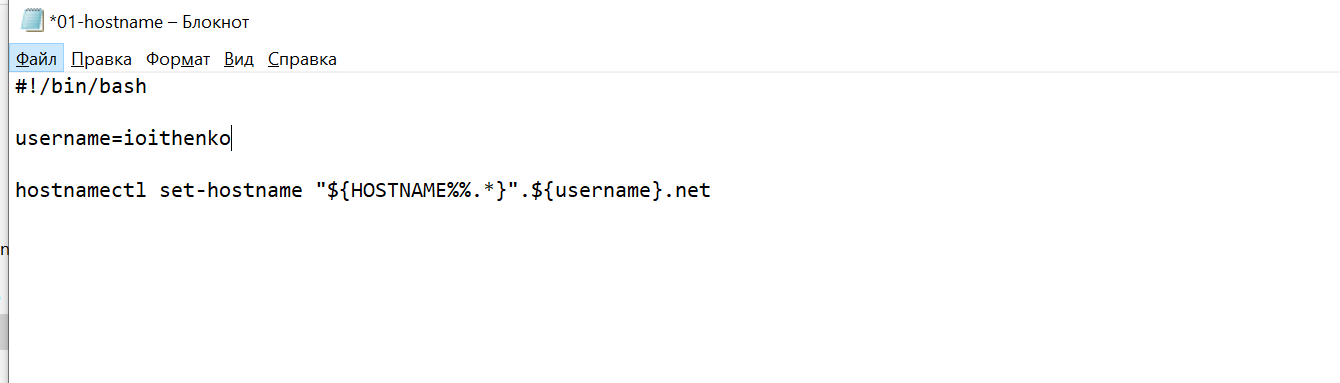 *01-hostname – Блокнот
Файл Правка Формат Вид Справка
#!/bin/bash
username=ioithenko
hostnamectl set-hostname "${HOSTNAME%%.*}".${username}.net